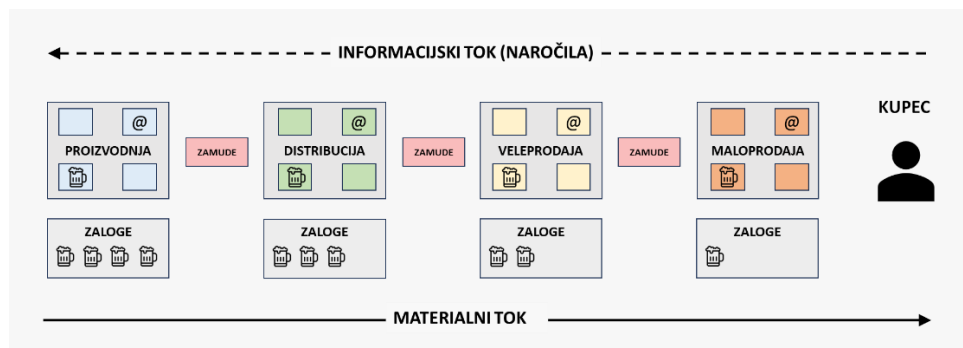 INFORMACIJSKI TOK (NAROČILA)
@
@
@
@
KUPEC
PROIZVODNJA
ZAMUDE
DISTRIBUCIJA
ZAMUDE
VELEPRODAJA
ZAMUDE
MALOPRODAJA
ZALOGE
ZALOGE
ZALOGE
ZALOGE
MATERIALNI TOK